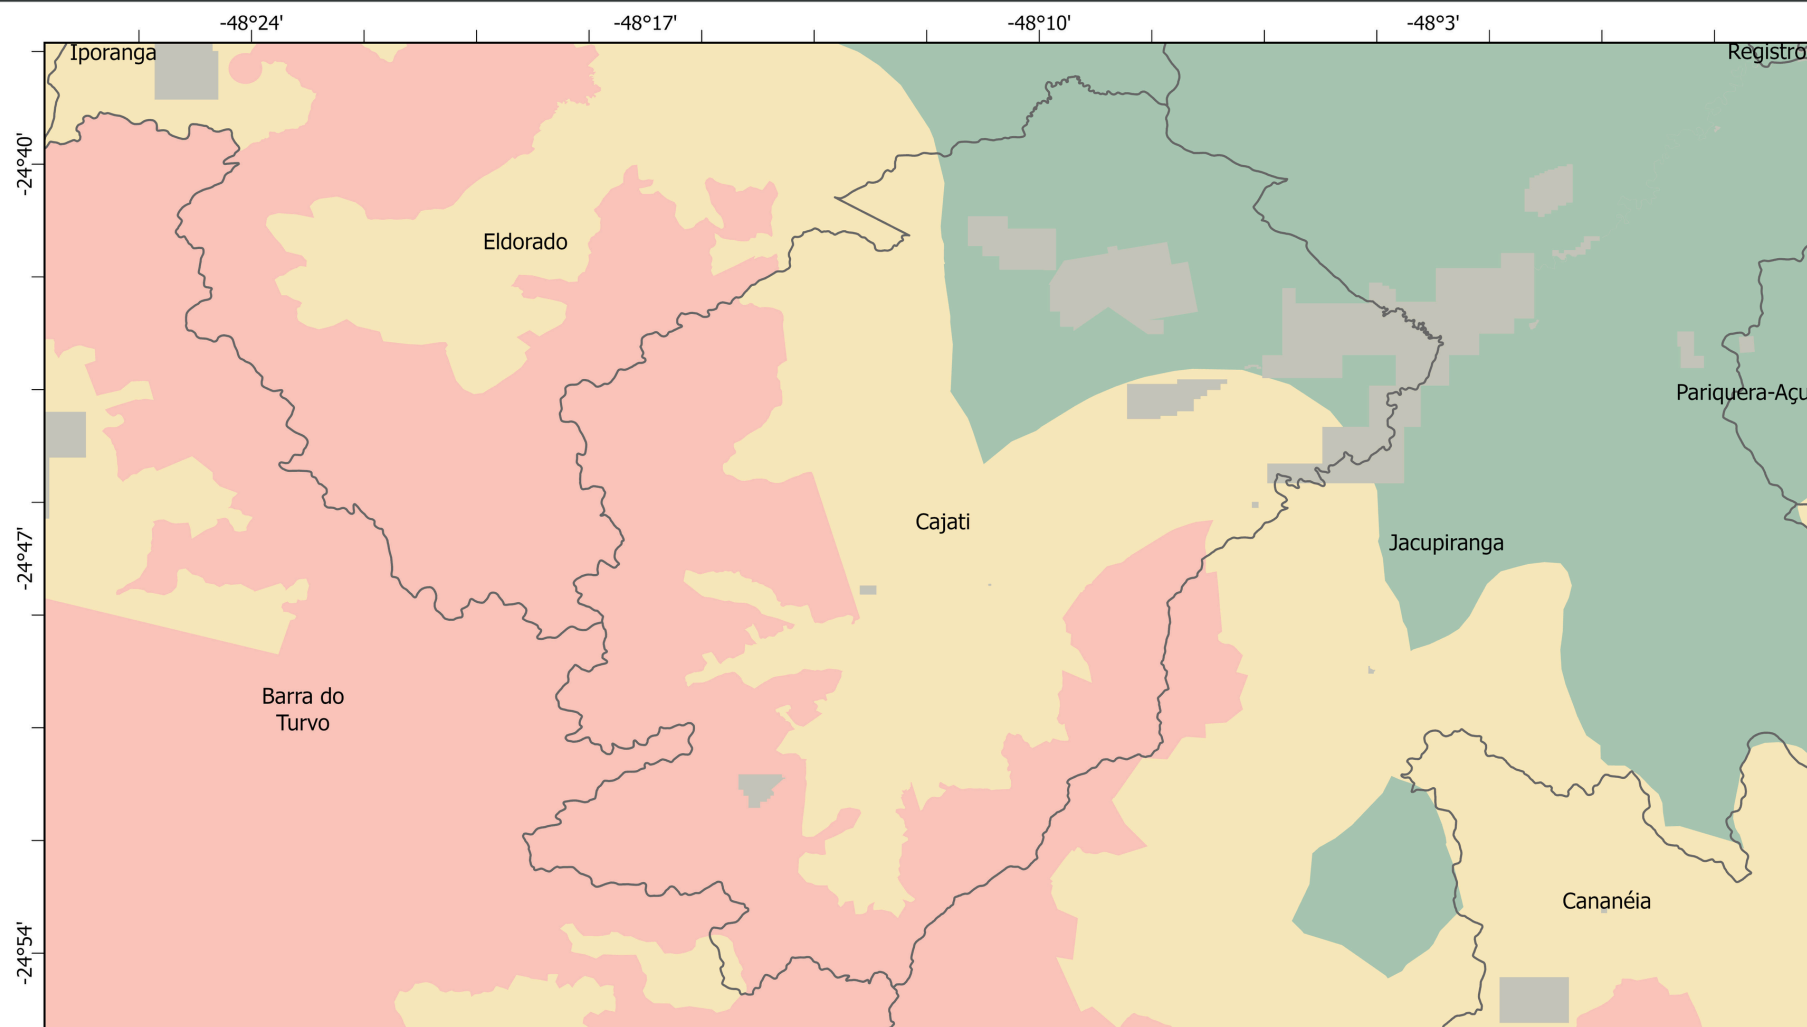 -48°24' -48°17' -48°10' -48°3'
Iporanga
Registro
-24°40'
Eldorado
Pariquera-Açu
Cajati
-24°47'
Jacupiranga
Barra do
Turvo
Cananéia
-24°54'